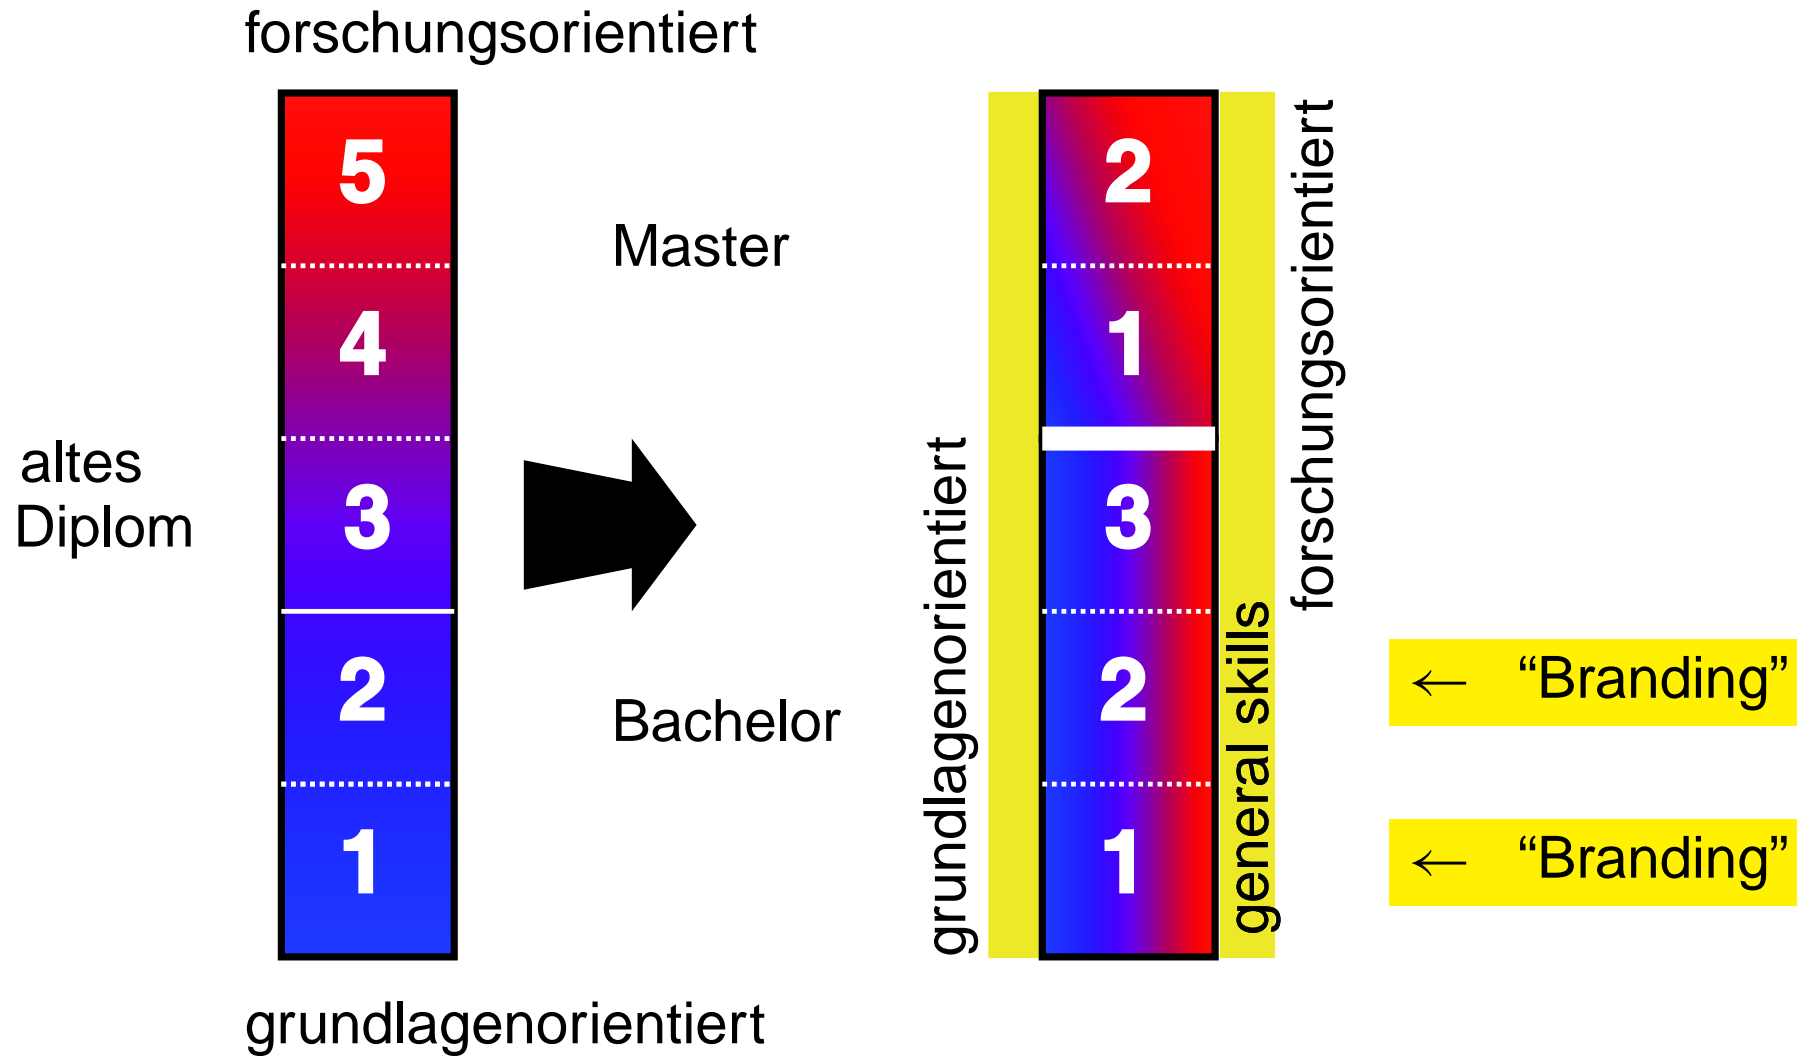 forschungsorientiert
5
4
3
2
1
altes
Diplom
grundlagenorientiert
Master
Bachelor
grundlagenorientiert
2
1
3
2
1
general skills
forschungsorientiert
← “Branding”
← “Branding”